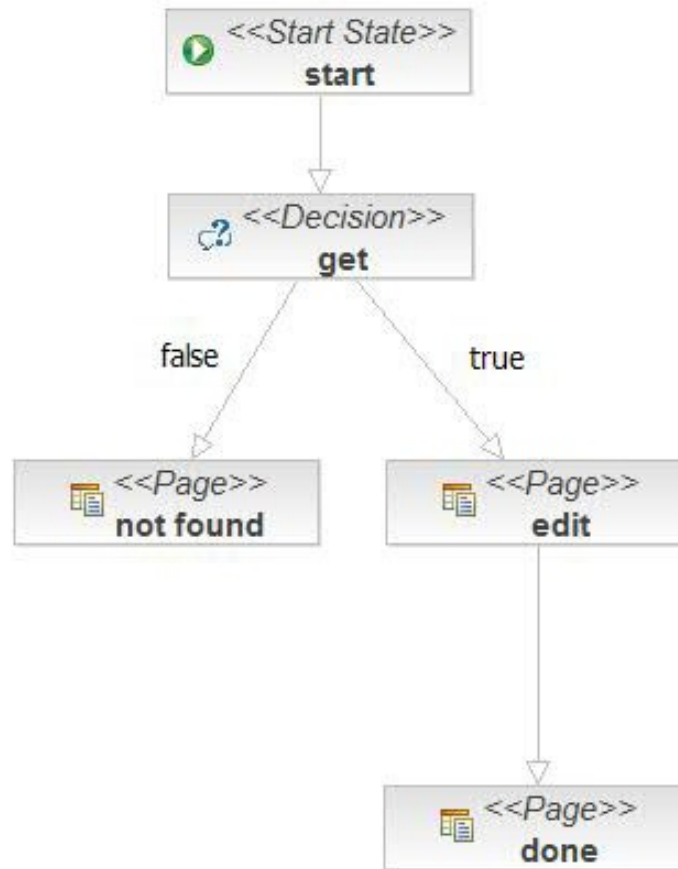 <<Start State>>
start
<<Decision>>
get
false
true
<<Page>>
not found
<<Page>>
edit
<<Page>>
done